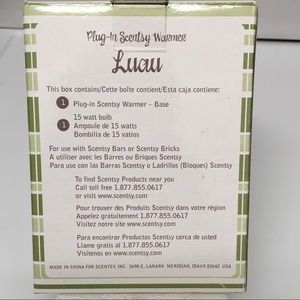 Plug-In Scentsy Warmer
Luau
This box contains/Cette boîte contient/Esta caja contiene:
1 Plug-in Scentsy Warmer – Base
15 watt bulb
1 Ampoule de 15 watts
Bombilla de 15 vatios
For use with Scentsy Bars or Scentsy Bricks
A utiliser avec les Barres ou Briques Scentsy
Para uso con las Barras Scentsy o Ladrillos (Bloques) Scentsy
To find Scentsy Products near you
Call toll free 1.877.855.0617
or visit www.scentsy.com
Pour trouver des Produits Scentsy dans votre région
Appelez gratuitement 1.877.855.0617
Visitez notre site www.scentsy.com
Para encontrar Productos Scentsy cerca de usted
Llame gratis al 1.877.855.0617
Visítenos en www.scentsy.com
MADE IN CHINA FOR SCENTSY, INC. 3698 E. LANARK MERIDIAN, IDAHO 83642 USA